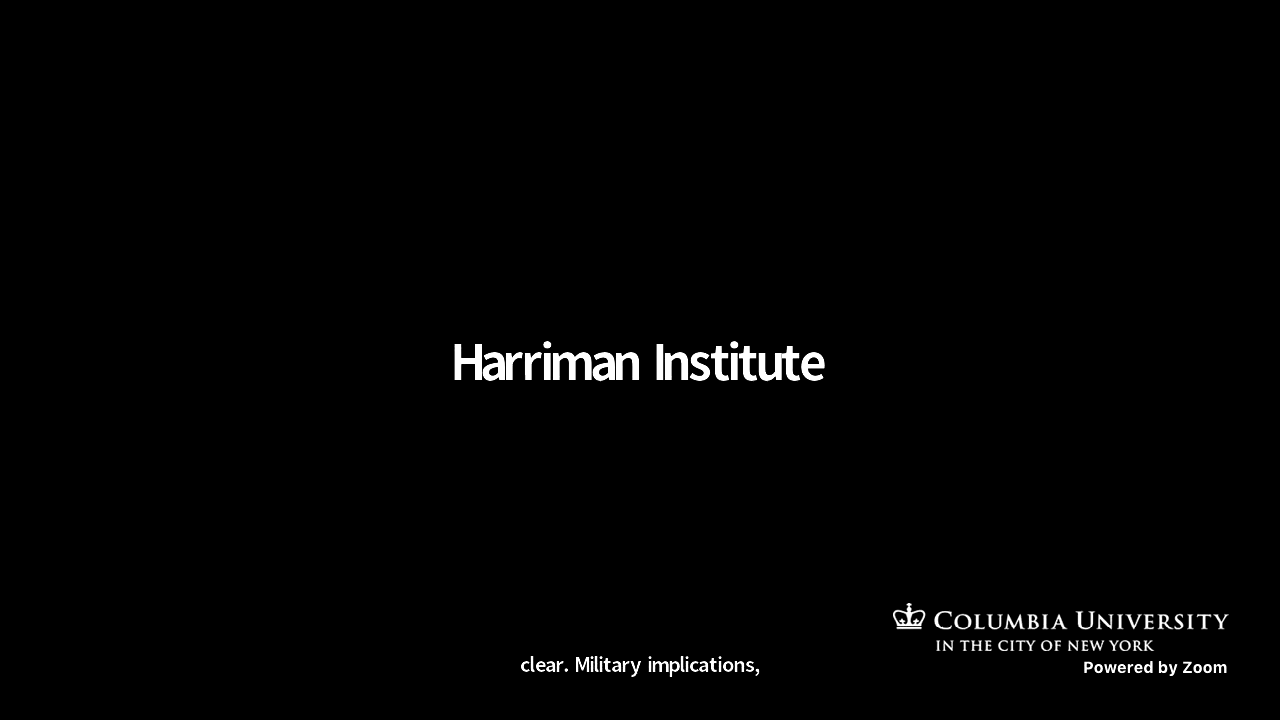 Harriman Institute
COLUMBIA UNIVERSITY
IN THE CITY OF NEW YORK
clear. Military implications,
Powered by Zoom